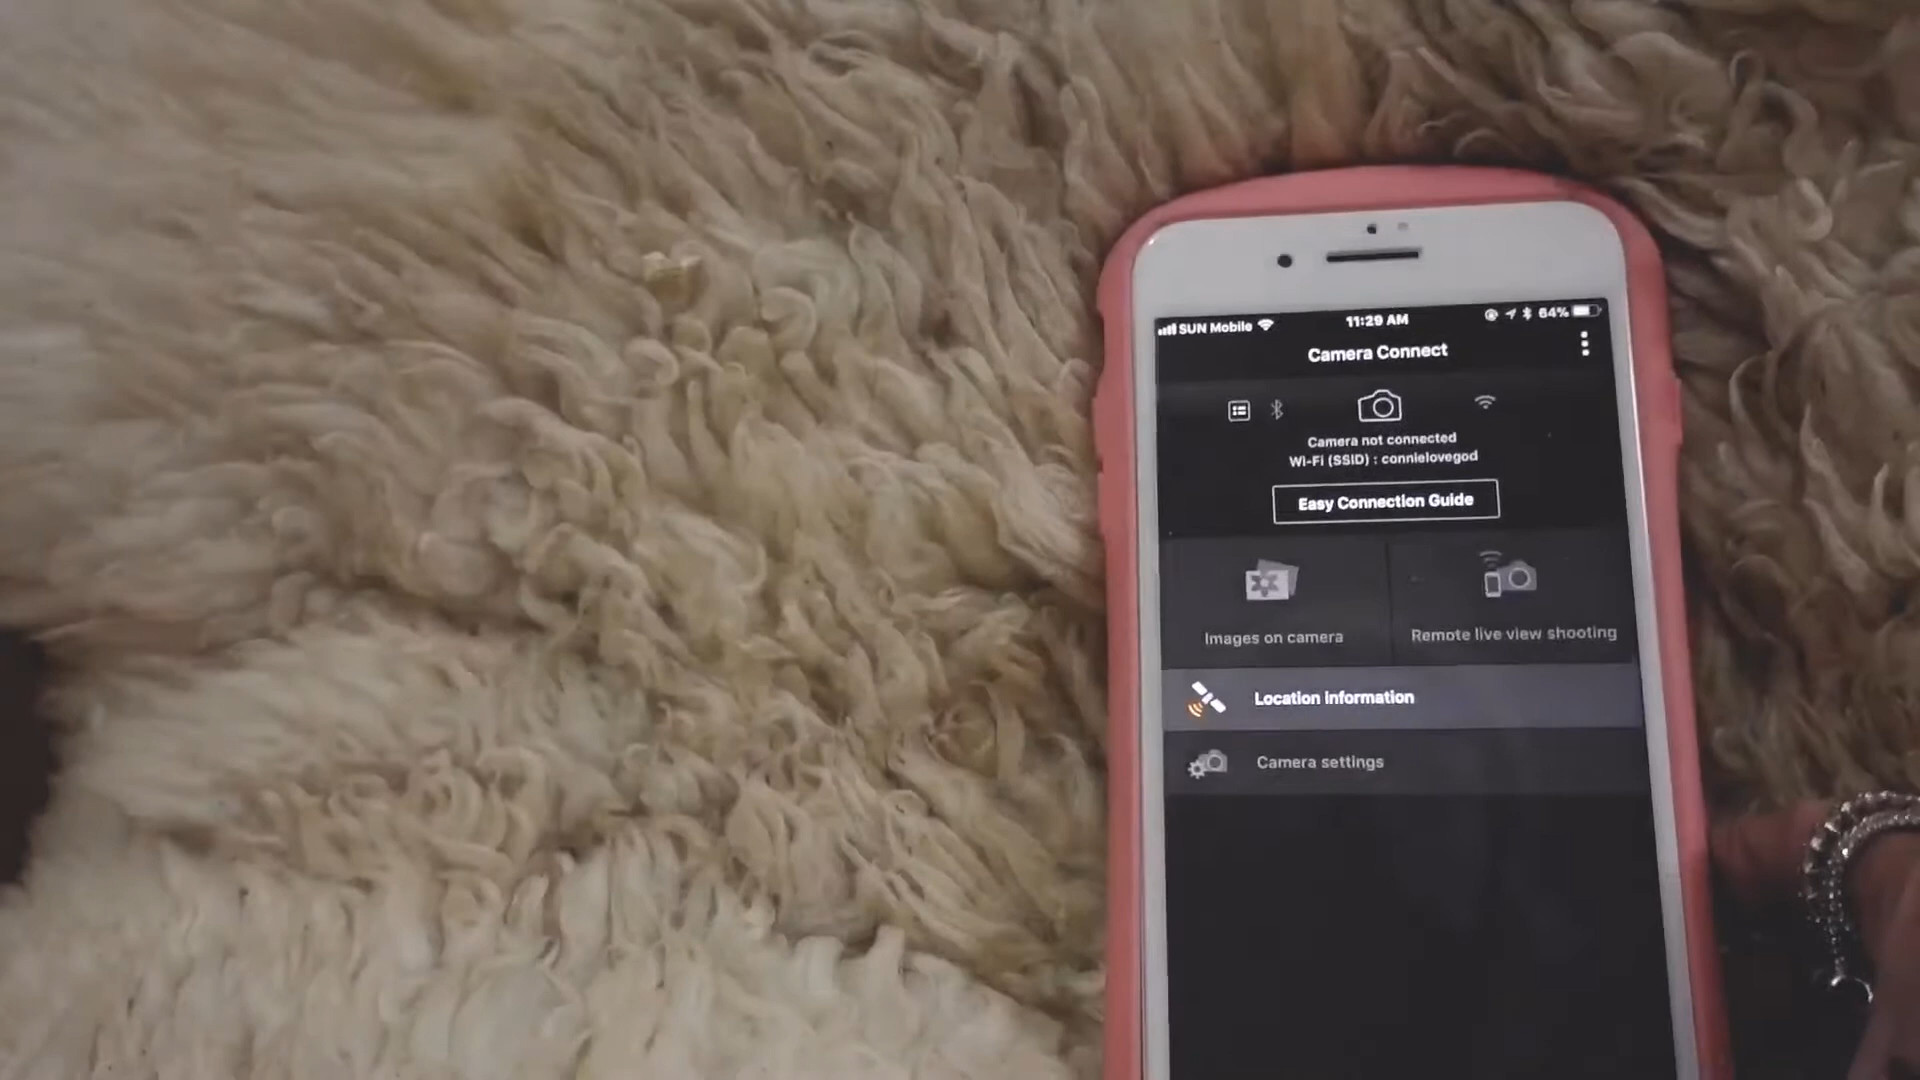 SUN Mobile 11:29 AM 64%
Camera Connect
Camera not connected
Wi-Fi (SSID) : connielovegod
Easy Connection Guide
Images on camera
Remote live view shooting
Location information
Camera settings